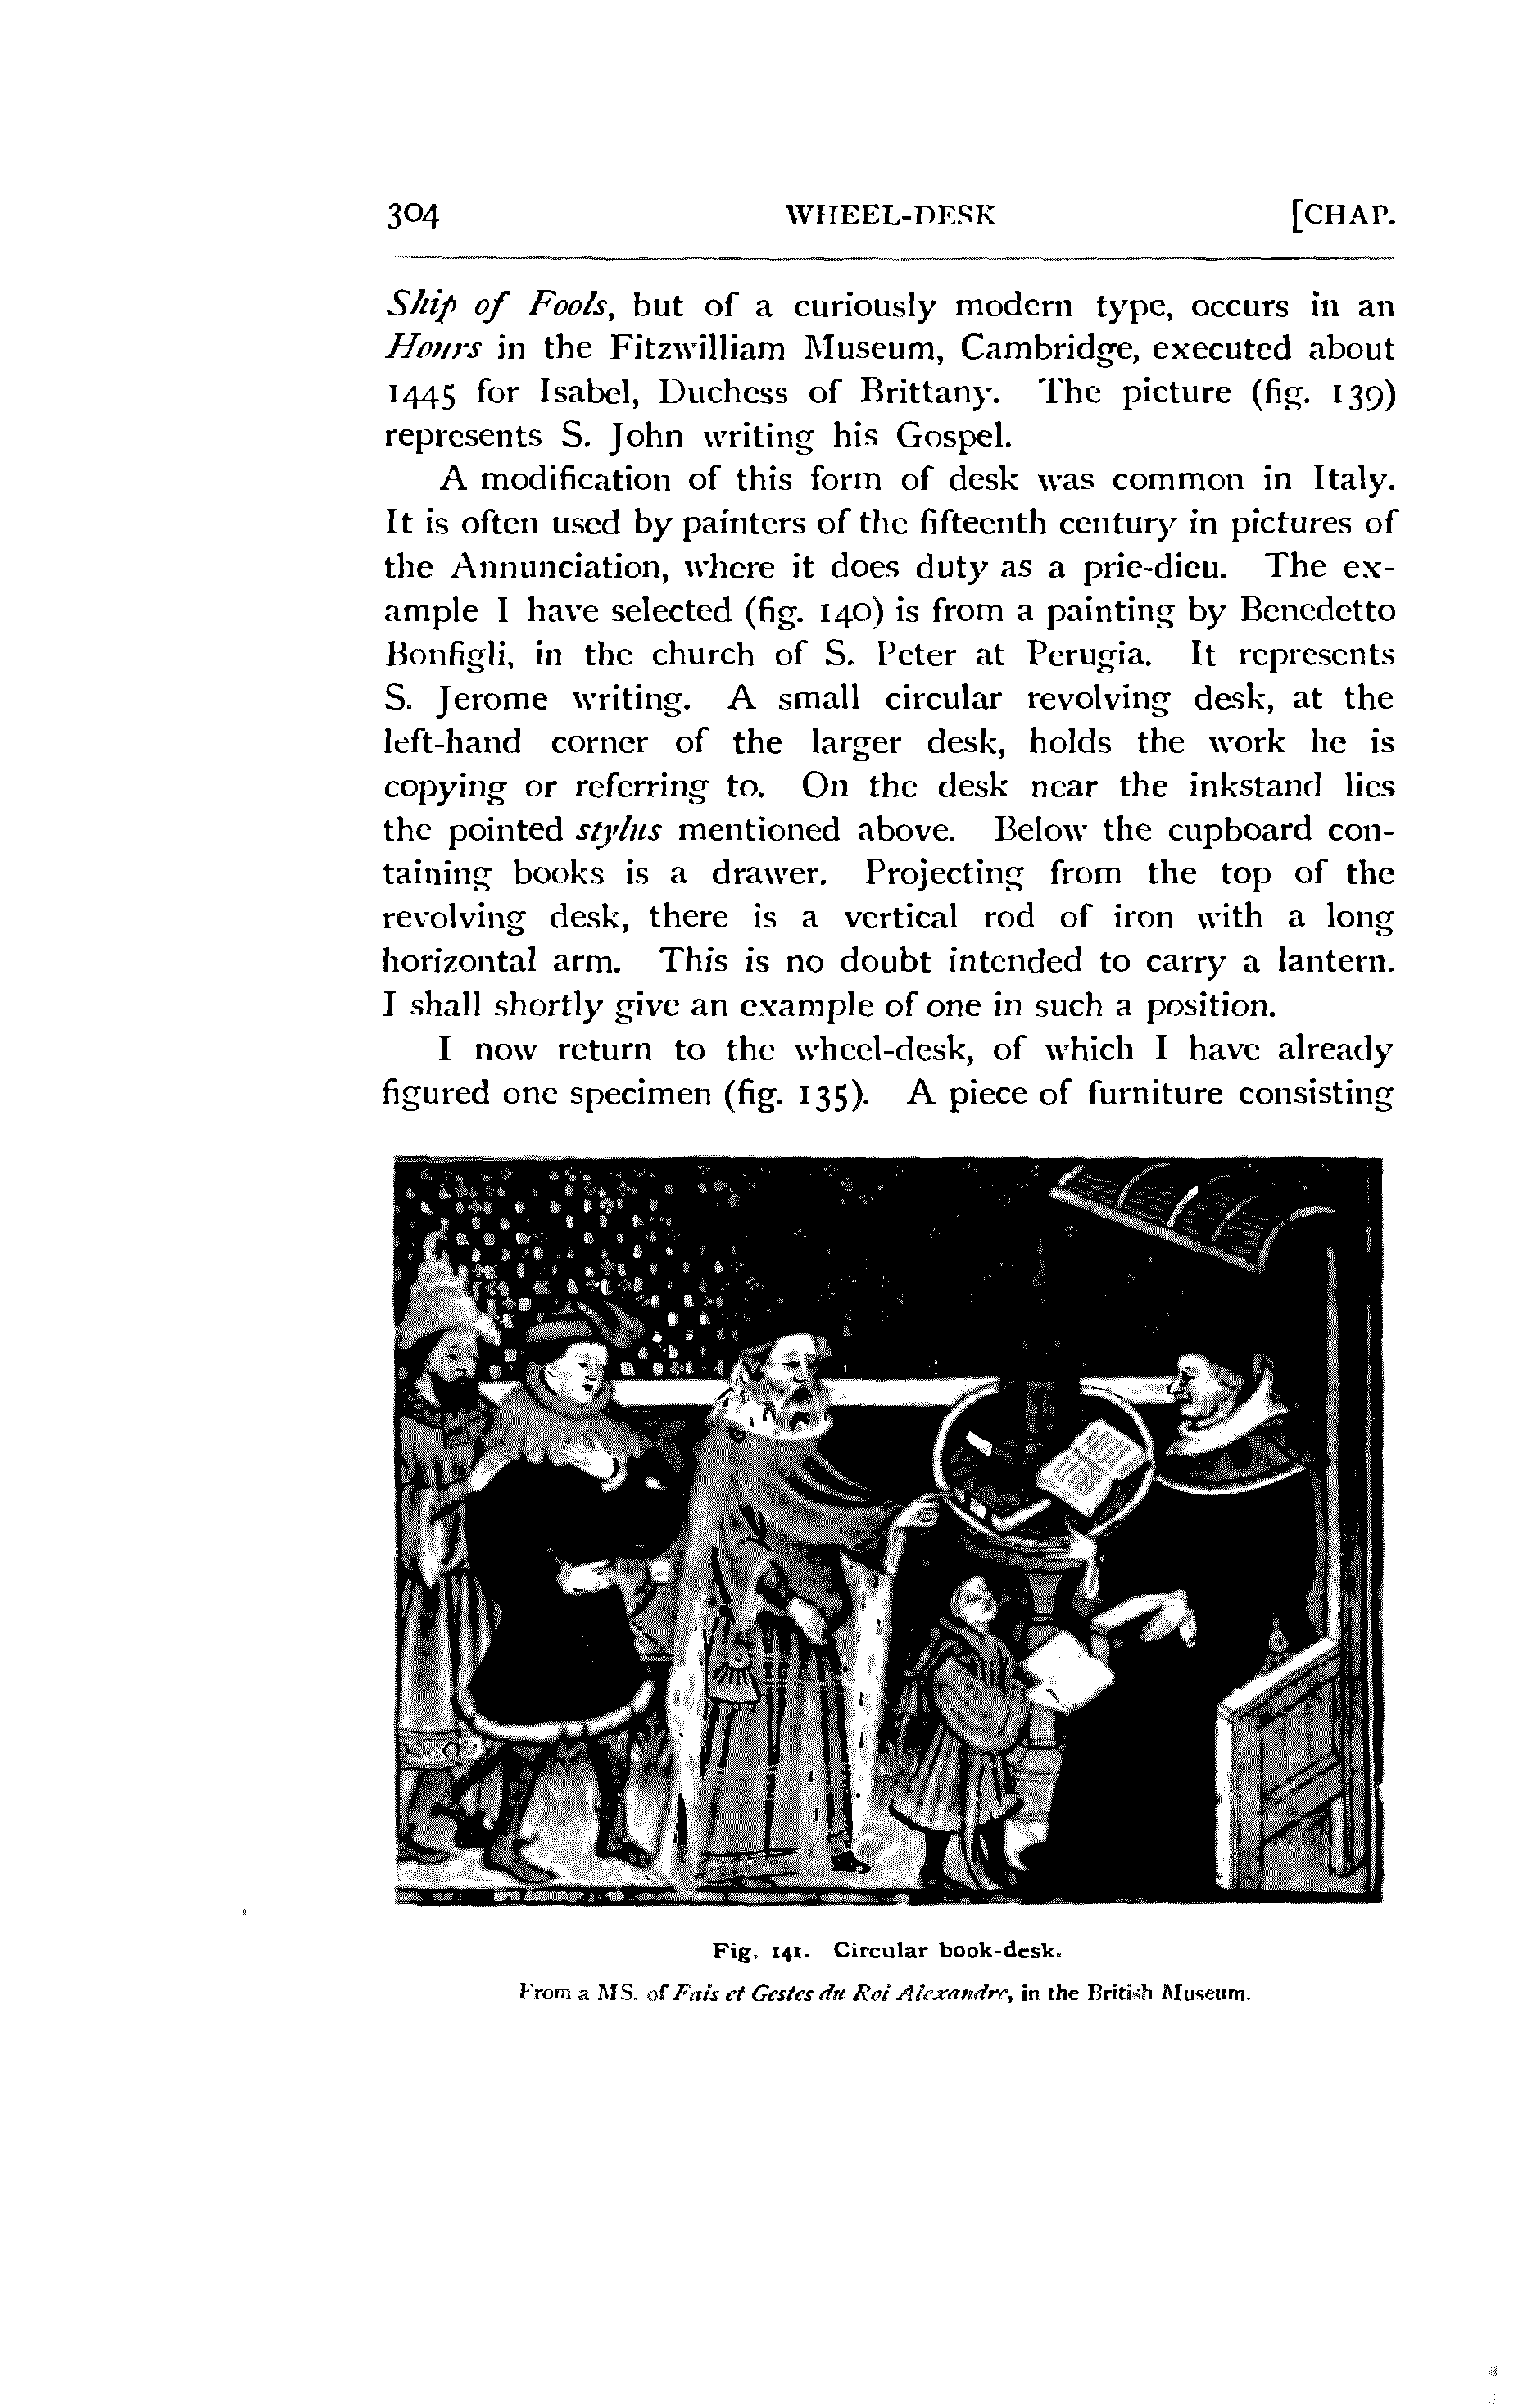 304 WHEEL-DESK [CHAP.
Ship of Fools, but of a curiously modern type, occurs in an
Hours in the Fitzwilliam Museum, Cambridge, executed about
1445 for Isabel, Duchess of Brittany. The picture (fig. 139)
represents S. John writing his Gospel.
A modification of this form of desk was common in Italy.
It is often used by painters of the fifteenth century in pictures of
the Annunciation, where it does duty as a prie-dieu. The ex-
ample I have selected (fig. 140) is from a painting by Benedetto
Bonfigli, in the church of S. Peter at Perugia. It represents
S. Jerome writing. A small circular revolving desk, at the
left-hand corner of the larger desk, holds the work he is
copying or referring to. On the desk near the inkstand lies
the pointed stylus mentioned above. Below the cupboard con-
taining books is a drawer. Projecting from the top of the
revolving desk, there is a vertical rod of iron with a long
horizontal arm. This is no doubt intended to carry a lantern.
I shall shortly give an example of one in such a position.
I now return to the wheel-desk, of which I have already
figured one specimen (fig. 135). A piece of furniture consisting
Fig. 141. Circular book-desk.
From a MS. of Fais et Gestes du Roi Alexandre, in the British Museum.